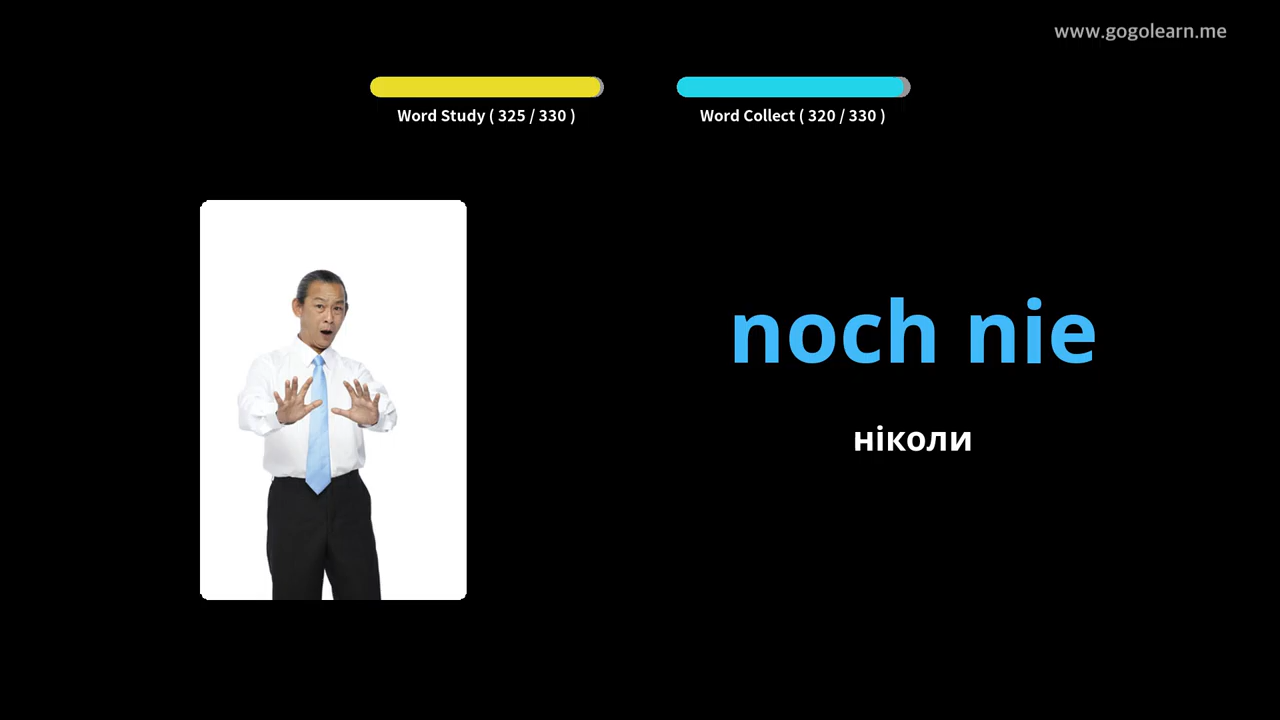 www.gogolearn.me
Word Study ( 325 / 330 )
Word Collect ( 320 / 330 )
noch nie
ніколи